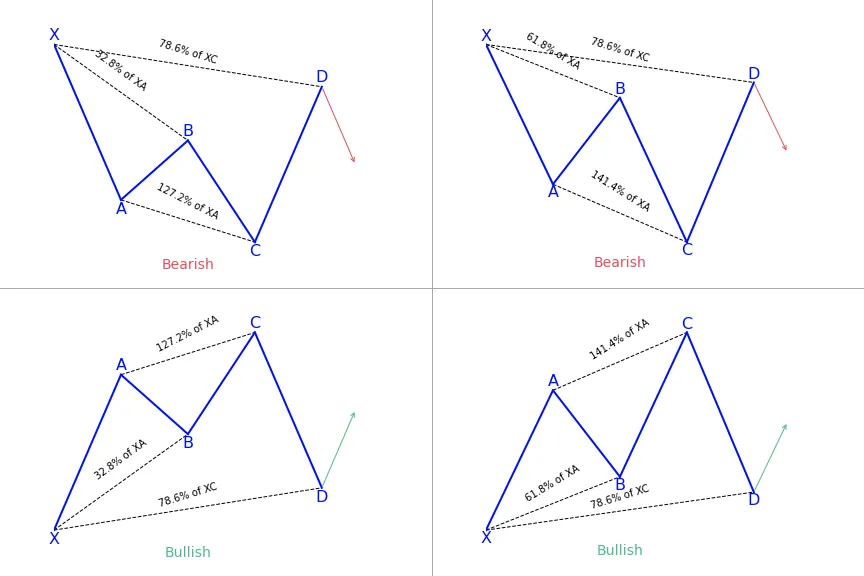 X
32.8% of XA
78.6% of XC
D
B
127.2% of XA
A
C
Bearish
X
61.8% of XA
78.6% of XC
D
B
141.4% of XA
A
C
Bearish
C
127.2% of XA
A
B
32.8% of XA
78.6% of XC
D
X
Bullish
C
141.4% of XA
A
B
61.8% of XA
78.6% of XC
D
X
Bullish